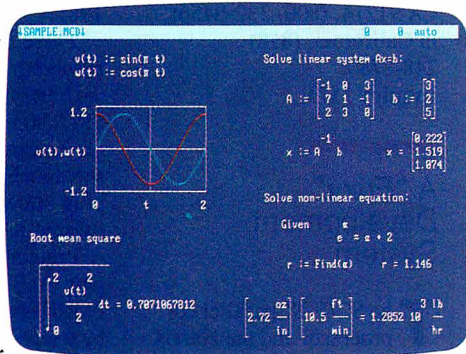 ↓SAMPLE.MCD↓ 0 0 auto
v(t) := sin(π t)
w(t) := cos(π t)
1.2
v(t),w(t)
-1.2
0 t 2
Root mean square
2 2
v(t)
2
dt = 0.7071067812
0
Solve linear system Ax=b:
A := [-1 0 3] b := [3]
[7 1 -1] [2]
[2 3 0] [5]
-1
x := A b x = [0.222]
[1.519]
[1.074]
Solve non-linear equation:
Given α
e = α + 2
r := Find(α) r = 1.146
oz ft 3 lb
[2.72 ] [10.5 ] = 1.2852 10
in min hr